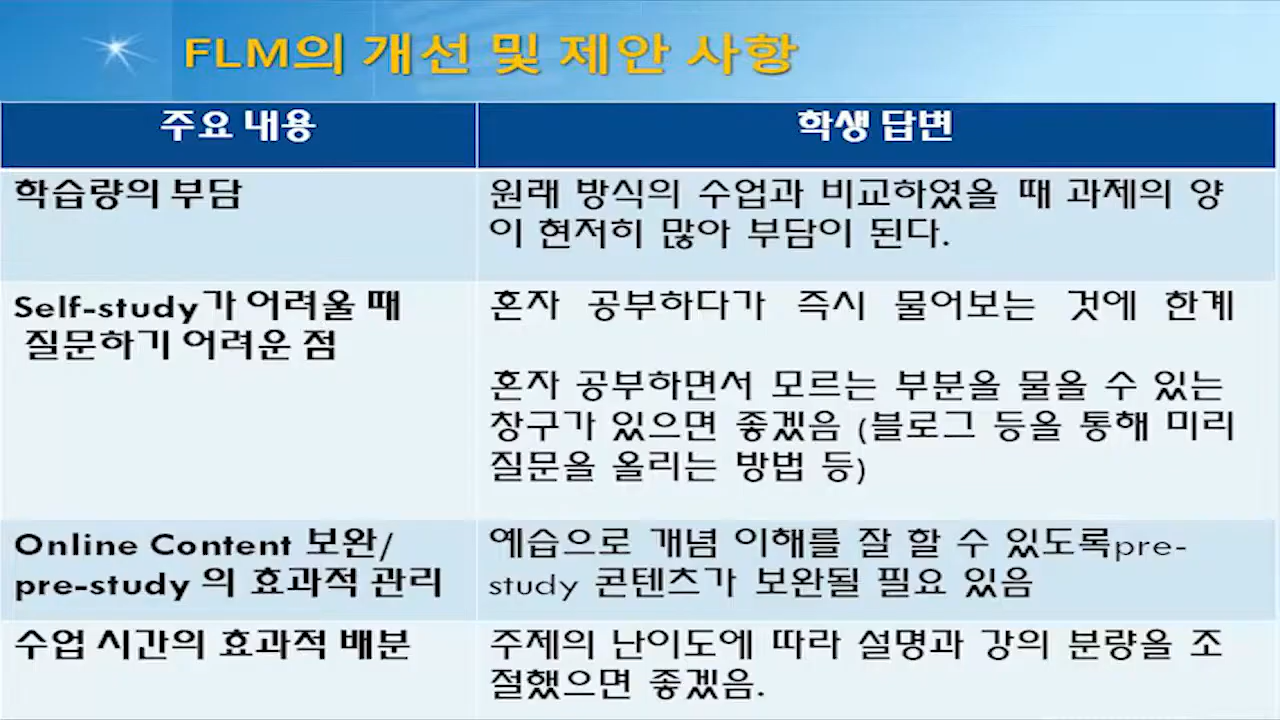 FLM의 개선 및 제안 사항
주요 내용
학생 답변
학습량의 부담
원래 방식의 수업과 비교하였을 때 과제의 양
이 현저히 많아 부담이 된다.
Self-study가 어려울 때
질문하기 어려운 점
혼자 공부하다가 즉시 물어보는 것에 한계
혼자 공부하면서 모르는 부분을 물을 수 있는
창구가 있으면 좋겠음 (블로그 등을 통해 미리
질문을 올리는 방법 등)
Online Content 보완/
pre-study 의 효과적 관리
예습으로 개념 이해를 잘 할 수 있도록pre-
study 콘텐츠가 보완될 필요 있음
수업 시간의 효과적 배분
주제의 난이도에 따라 설명과 강의 분량을 조
절했으면 좋겠음.